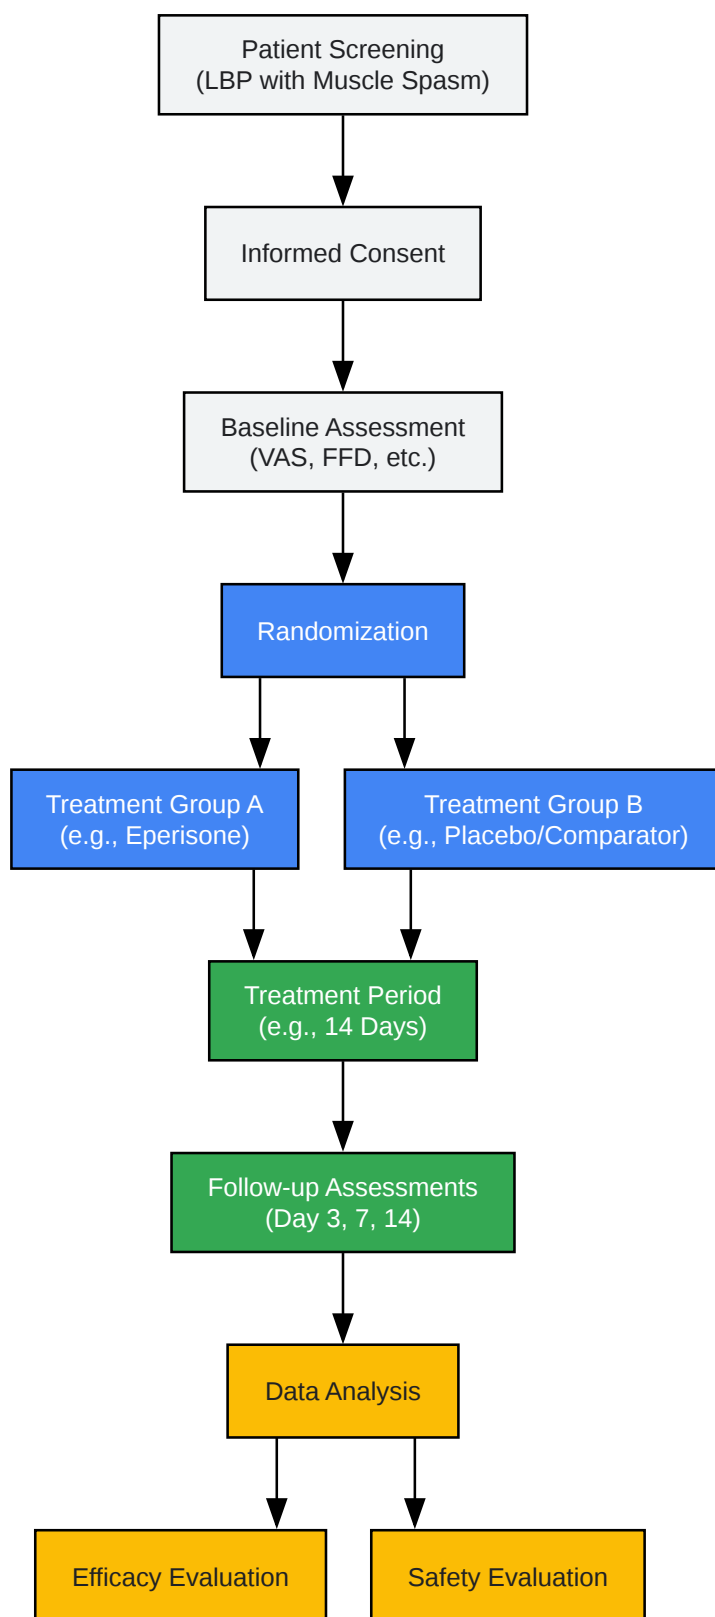 Patient Screening
(LBP with Muscle Spasm)
Informed Consent
Baseline Assessment
(VAS, FFD, etc.)
Randomization
Treatment Group A
(e.g., Eperisone)
Treatment Group B
(e.g., Placebo/Comparator)
Treatment Period
(e.g., 14 Days)
Follow-up Assessments
(Day 3, 7, 14)
Data Analysis
Efficacy Evaluation
Safety Evaluation